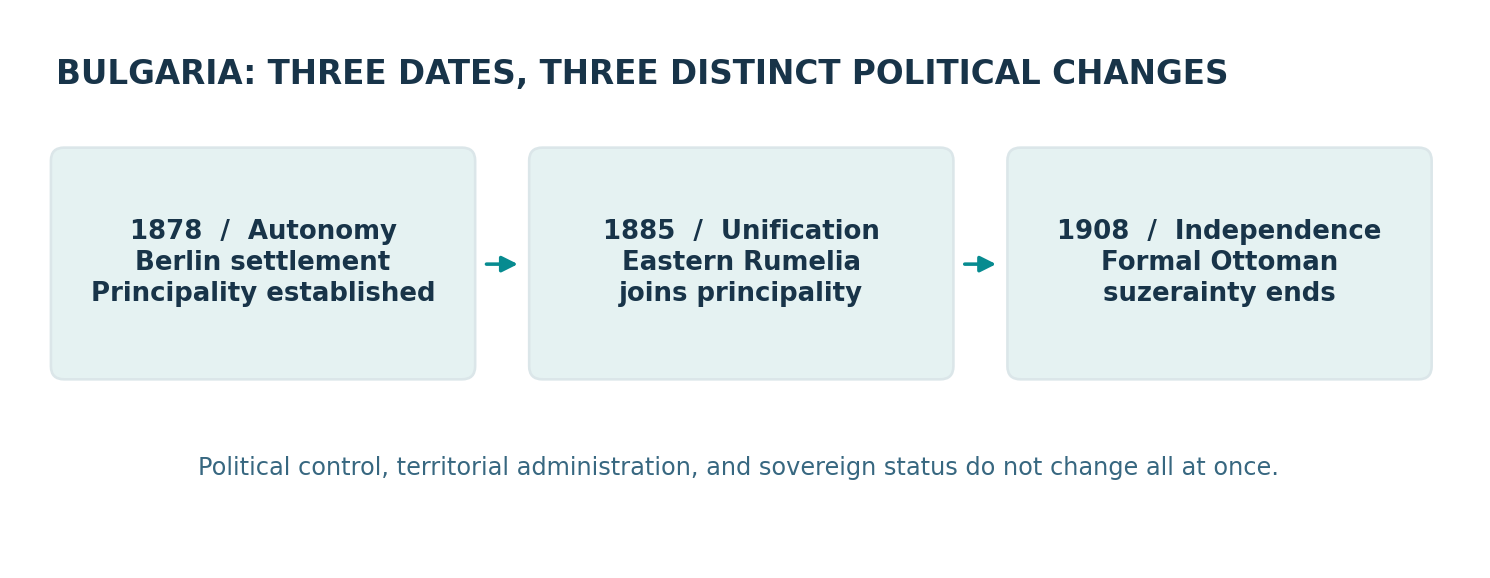 BULGARIA: THREE DATES, THREE DISTINCT POLITICAL CHANGES
1878 / Autonomy
Berlin settlement
Principality established
1885 / Unification
Eastern Rumelia
joins principality
1908 / Independence
Formal Ottoman
suzerainty ends
Political control, territorial administration, and sovereign status do not change all at once.